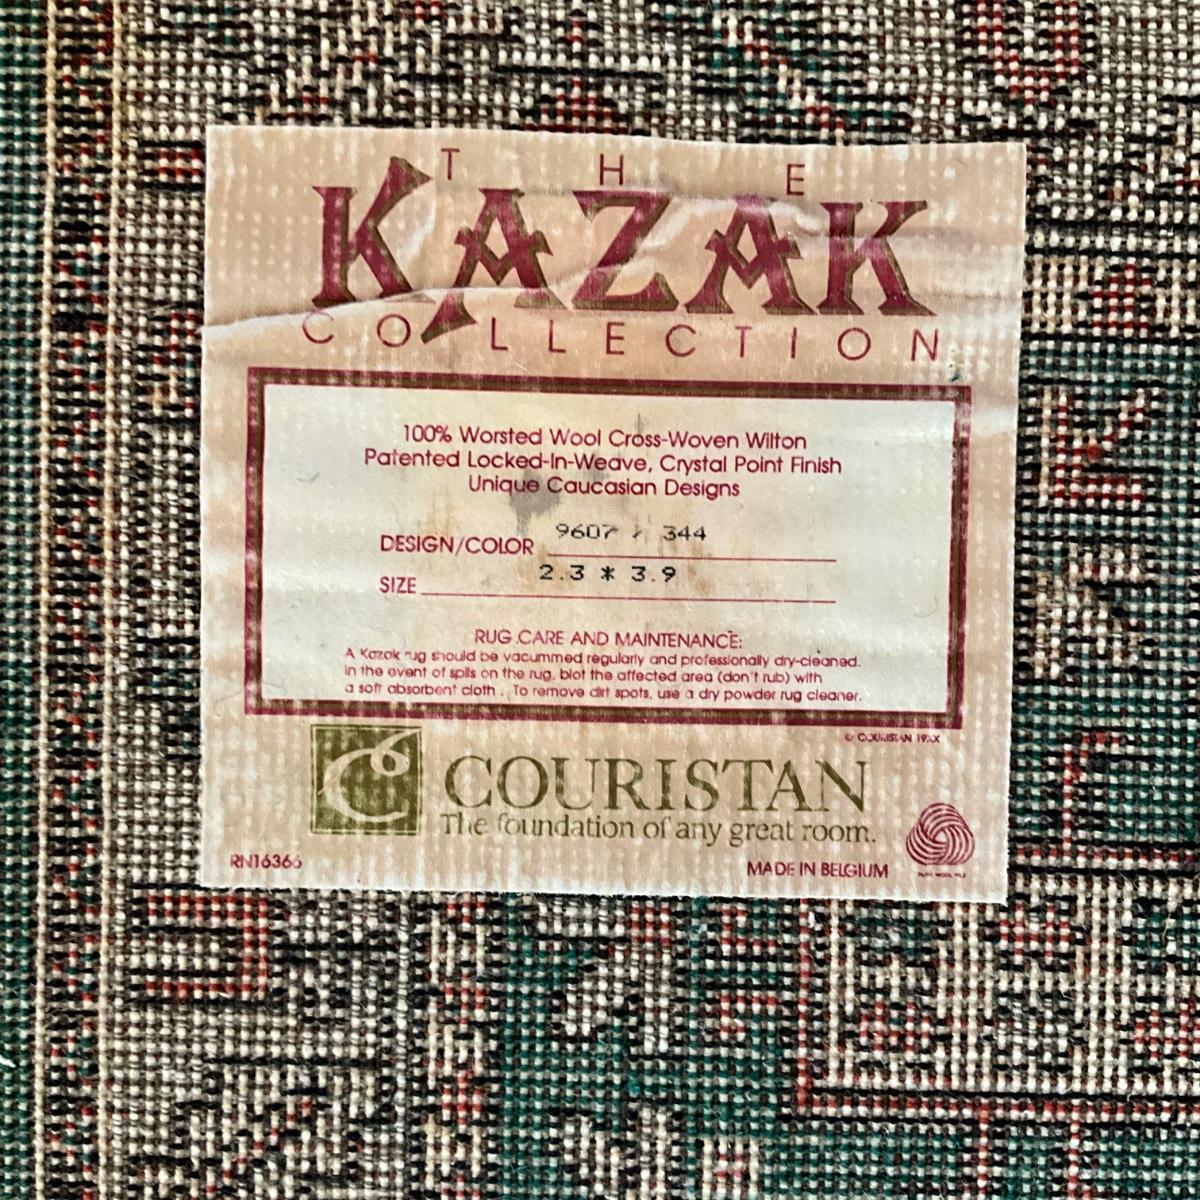 THE
KAZAK
COLLECTION
100% Worsted Wool Cross-Woven Wilton
Patented Locked-In-Weave, Crystal Point Finish
Unique Caucasian Designs
DESIGN/COLOR 9607 / 344
SIZE 2.3 * 3.9
RUG CARE AND MAINTENANCE:
A Kazak rug should be vacummed regularly and professionally dry-cleaned.
In the event of spills on the rug, blot the affected area (don't rub) with
a soft absorbent cloth. To remove dirt spots, use a dry powder rug cleaner.
© COURISTAN
COURISTAN
The foundation of any great room.
RN16366
MADE IN BELGIUM